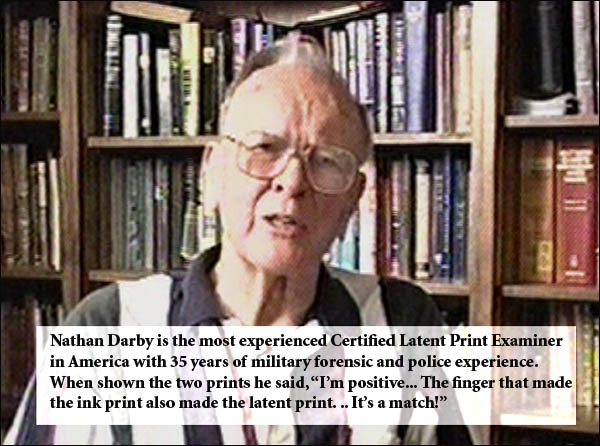 Nathan Darby is the most experienced Certified Latent Print Examiner
in America with 35 years of military forensic and police experience.
When shown the two prints he said, “I’m positive... The finger that made
the ink print also made the latent print. .. It’s a match!”